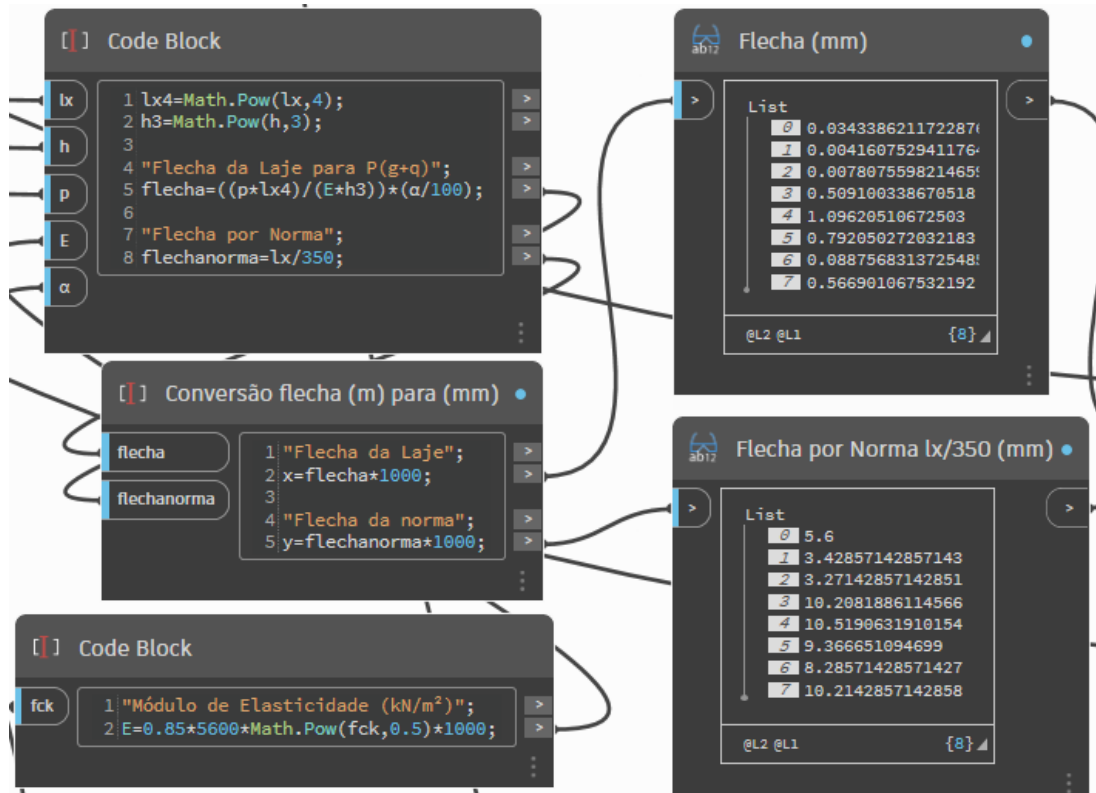 [I] Code Block
lx
h
p
E
α
1 lx4=Math.Pow(lx,4);
2 h3=Math.Pow(h,3);
3
4 "Flecha da Laje para P(g+q)";
5 flecha=((p*lx4)/(E*h3))*(α/100);
6
7 "Flecha por Norma";
8 flechanorma=lx/350;
>
>
>
>
>
>
ab12 Flecha (mm)
>
>
List
0 0.0343386211722876
1 0.0041607529411764
2 0.0078075598214659
3 0.509100338670518
4 1.09620510672503
5 0.792050272032183
6 0.0887568313725485
7 0.566901067532192
@L2 @L1 {8}
[I] Conversão flecha (m) para (mm)
flecha
flechanorma
1 "Flecha da Laje";
2 x=flecha*1000;
3
4 "Flecha da norma";
5 y=flechanorma*1000;
>
>
>
>
ab12 Flecha por Norma lx/350 (mm)
>
>
List
0 5.6
1 3.42857142857143
2 3.27142857142851
3 10.2081886114566
4 10.5190631910154
5 9.366651094699
6 8.28571428571427
7 10.2142857142858
@L2 @L1 {8}
[I] Code Block
fck
1 "Módulo de Elasticidade (kN/m²)";
2 E=0.85*5600*Math.Pow(fck,0.5)*1000;
>
>